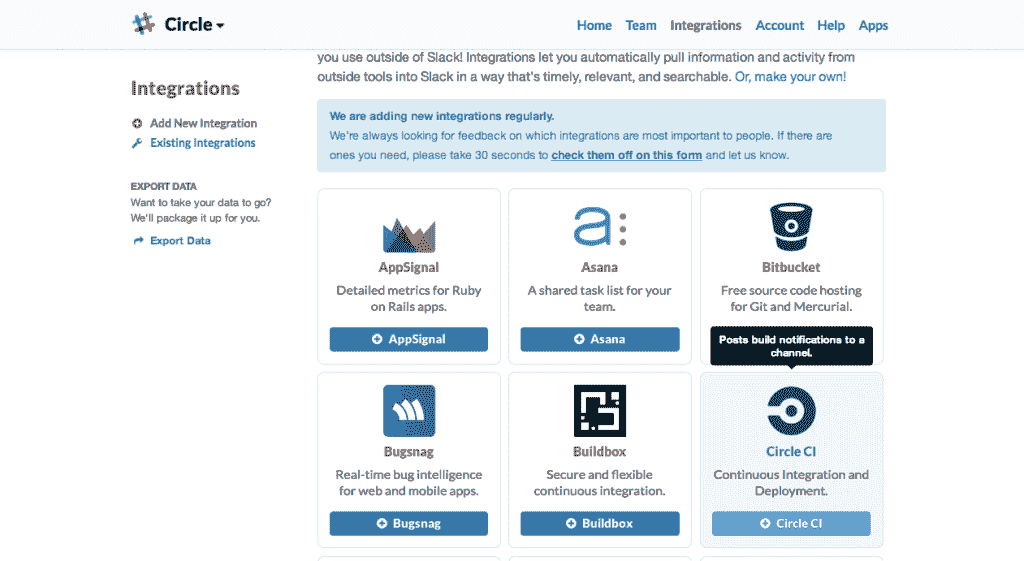 Circle
Home Team Integrations Account Help Apps
you use outside of Slack! Integrations let you automatically pull information and activity from
outside tools into Slack in a way that's timely, relevant, and searchable. Or, make your own!
Integrations
Add New Integration
Existing Integrations
EXPORT DATA
Want to take your data to go?
We'll package it up for you.
Export Data
We are adding new integrations regularly.
We're always looking for feedback on which integrations are most important to people. If there are
ones you need, please take 30 seconds to check them off on this form and let us know.
AppSignal
Detailed metrics for Ruby
on Rails apps.
AppSignal
Asana
A shared task list for your
team.
Asana
Bitbucket
Free source code hosting
for Git and Mercurial.
Posts build notifications to a
channel.
Bugsnag
Real-time bug intelligence
for web and mobile apps.
Bugsnag
Buildbox
Secure and flexible
continuous integration.
Buildbox
Circle CI
Continuous Integration and
Deployment.
Circle CI